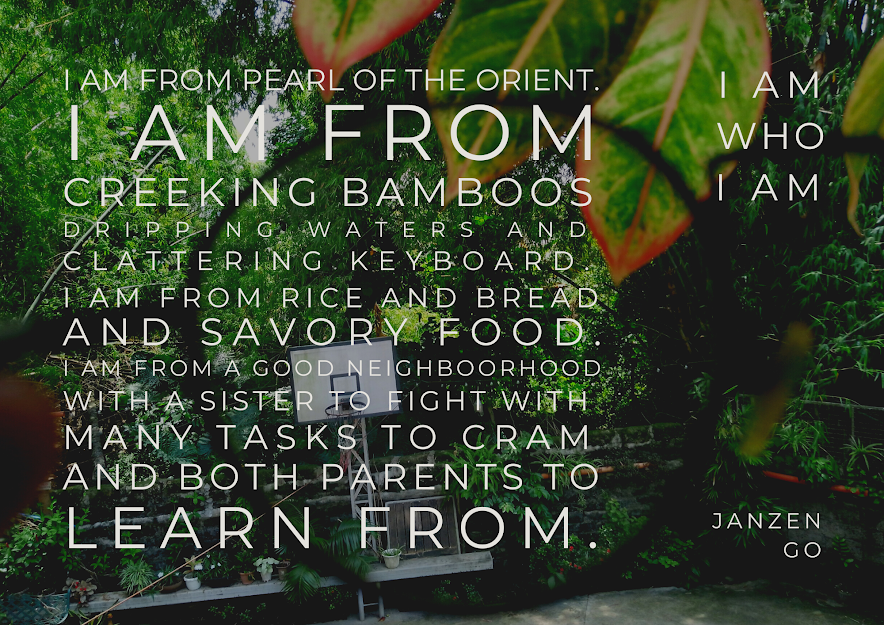 I AM FROM PEARL OF THE ORIENT.
I AM FROM
CREEKING BAMBOOS
DRIPPING WATERS AND
CLATTERING KEYBOARD
I AM FROM RICE AND BREAD
AND SAVORY FOOD.
I AM FROM A GOOD NEIGHBOORHOOD
WITH A SISTER TO FIGHT WITH
MANY TASKS TO CRAM
AND BOTH PARENTS TO
LEARN FROM.
I AM
WHO
I AM
JANZEN
GO